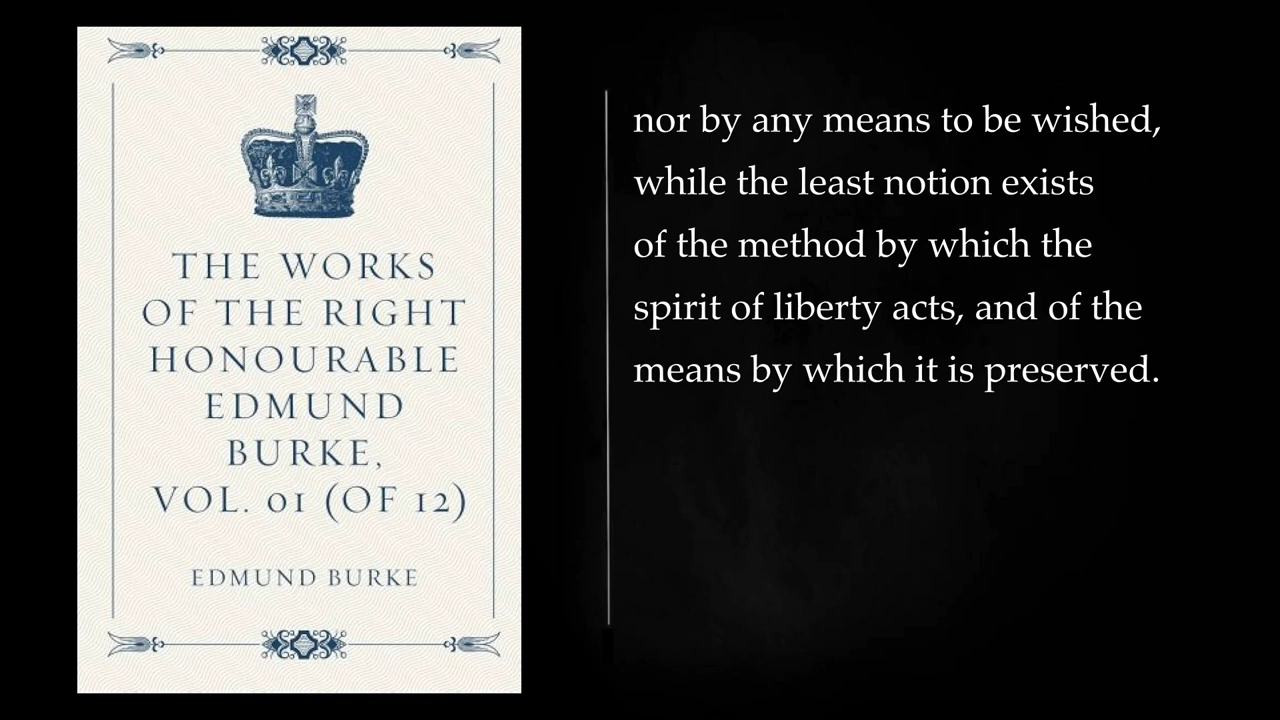 THE WORKS
OF THE RIGHT
HONOURABLE
EDMUND
BURKE,
VOL. 01 (OF 12)
EDMUND BURKE
nor by any means to be wished,
while the least notion exists
of the method by which the
spirit of liberty acts, and of the
means by which it is preserved.